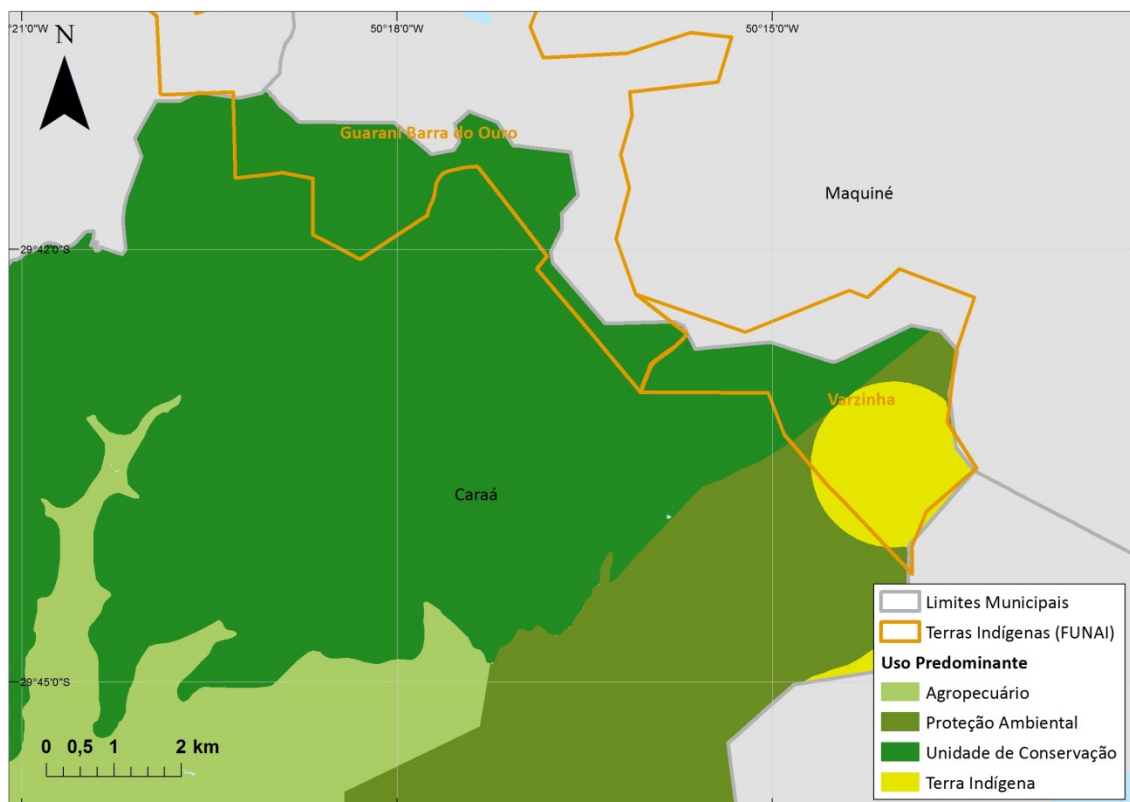 °21'0"W
50°18'0"W
50°15'0"W
N
Guarani Barra do Ouro
Maquiné
29°42'0"S
Varzinha
Caraá
29°45'0"S
0 0,5 1 2 km
Limites Municipais
Terras Indígenas (FUNAI)
Uso Predominante
Agropecuário
Proteção Ambiental
Unidade de Conservação
Terra Indígena